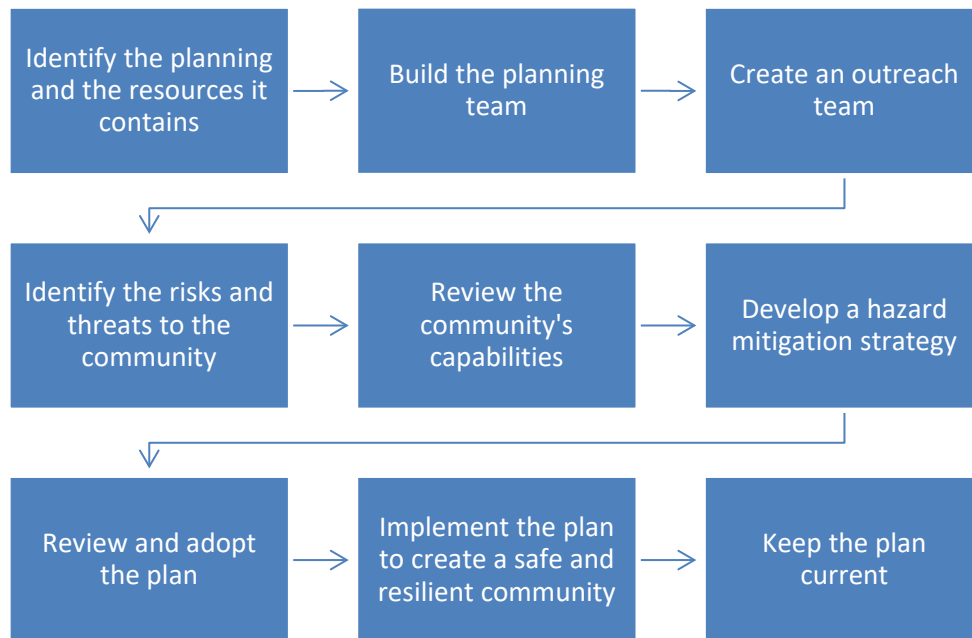 Identify the planning
and the resources it
contains
Build the planning
team
Create an outreach
team
Identify the risks and
threats to the
community
Review the
community's
capabilities
Develop a hazard
mitigation strategy
Review and adopt
the plan
Implement the plan
to create a safe and
resilient community
Keep the plan
current